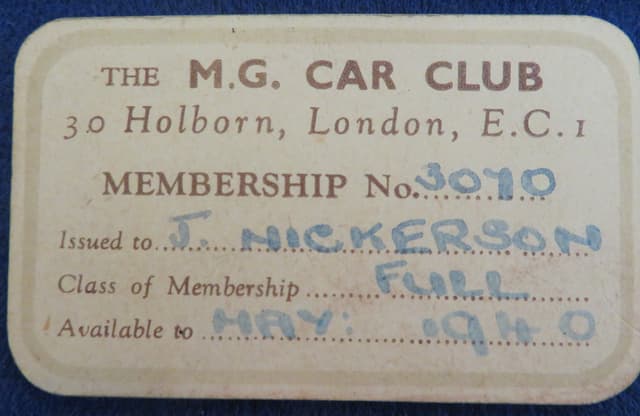 THE M.G. CAR CLUB
30 Holborn, London, E.C.1
MEMBERSHIP No. 3070
Issued to J. NICKERSON
Class of Membership FULL
Available to MAY: 1940